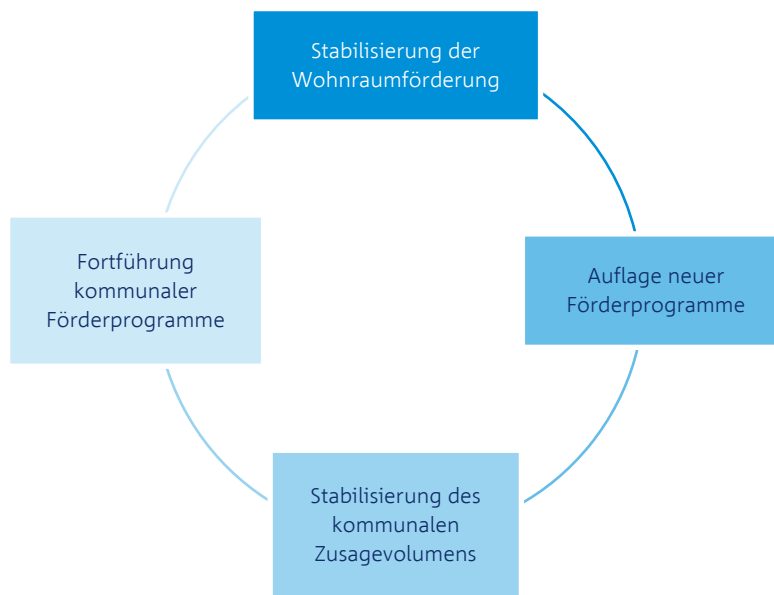 Stabilisierung der
Wohnraumförderung
Auflage neuer
Förderprogramme
Stabilisierung des
kommunalen
Zusagevolumens
Fortführung
kommunaler
Förderprogramme